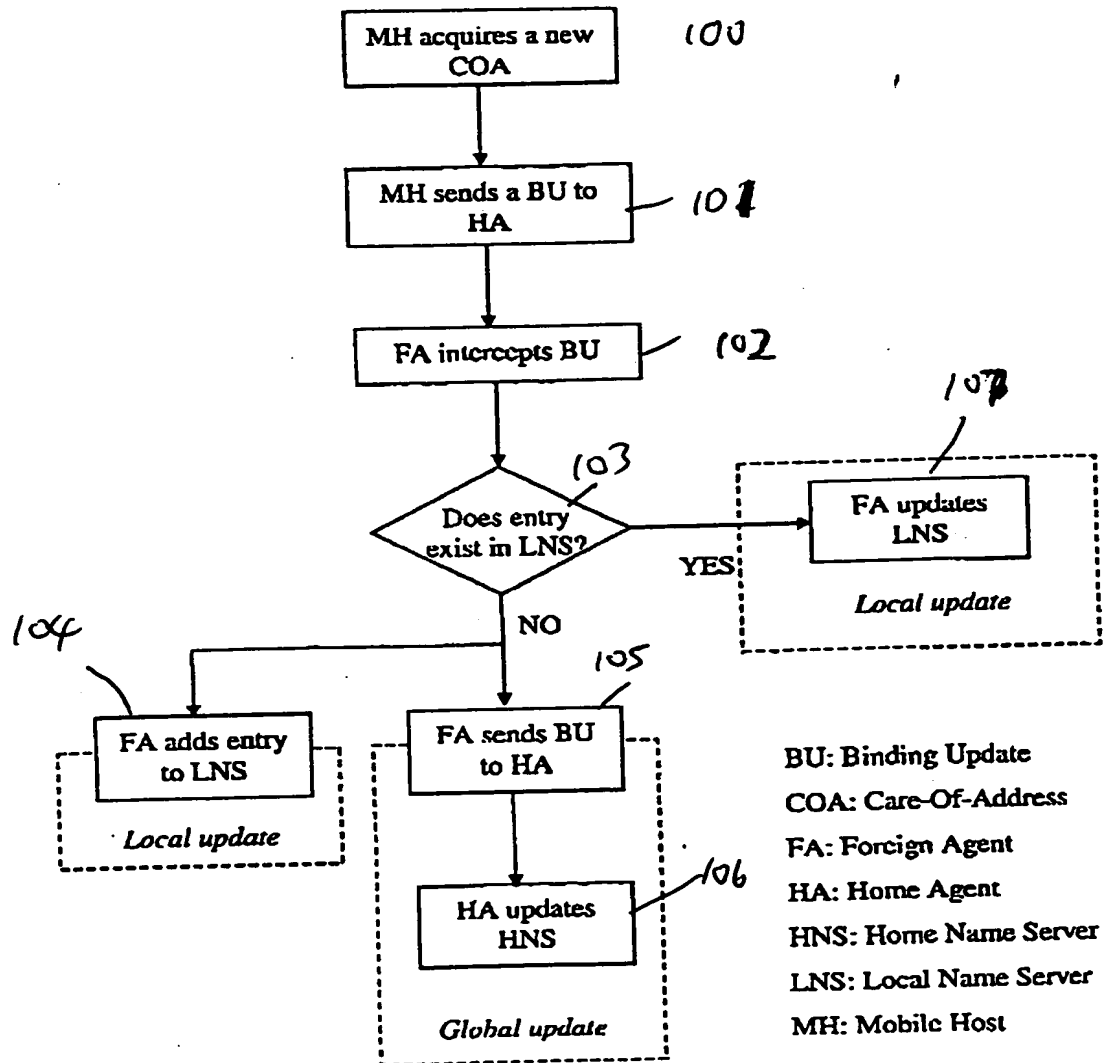 MH acquires a new
COA
100
MH sends a BU to
HA
101
FA intercepts BU
102
107
103
Does entry
exist in LNS?
YES
FA updates
LNS
Local update
NO
104
105
FA adds entry
to LNS
Local update
FA sends BU
to HA
106
HA updates
HNS
Global update
BU: Binding Update
COA: Care-Of-Address
FA: Foreign Agent
HA: Home Agent
HNS: Home Name Server
LNS: Local Name Server
MH: Mobile Host